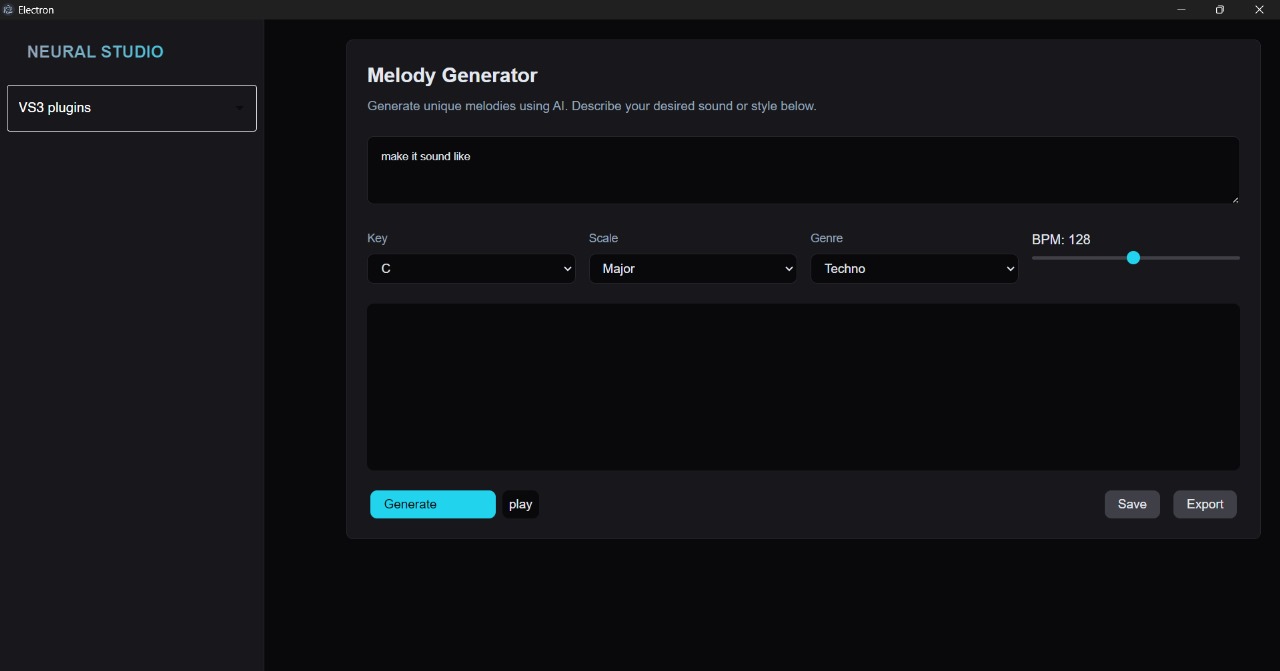 Electron
NEURAL STUDIO
VS3 plugins
Melody Generator
Generate unique melodies using AI. Describe your desired sound or style below.
make it sound like
Key
Scale
Genre
BPM: 128
C
Major
Techno
Generate
play
Save
Export